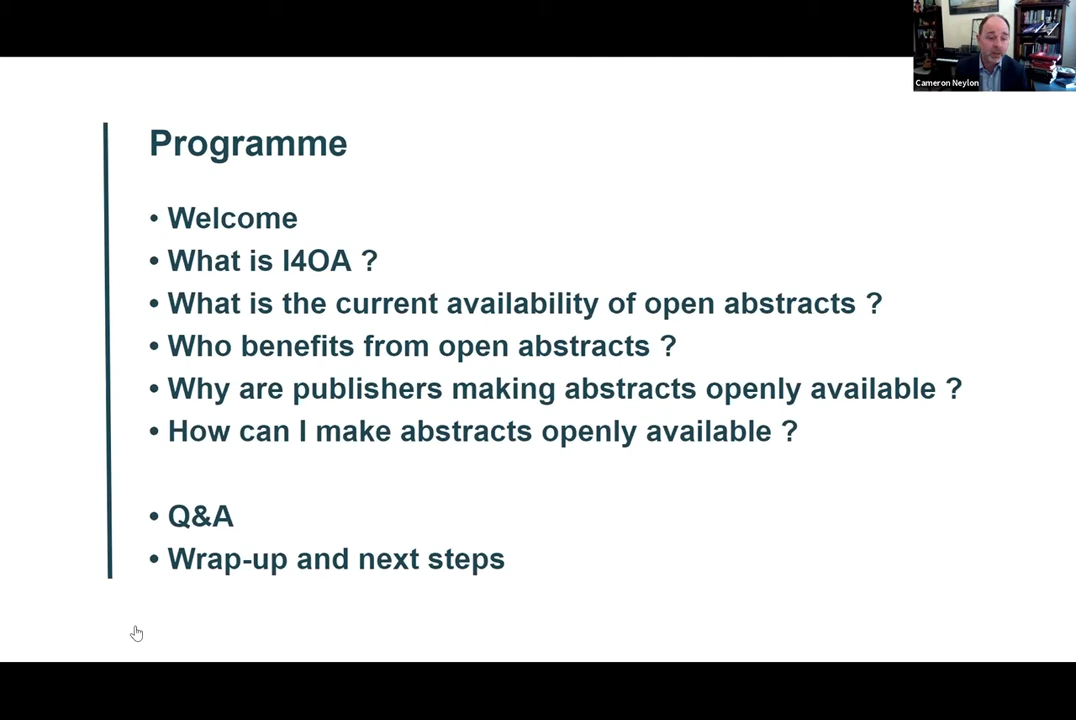 Cameron Neylon
Programme
• Welcome
• What is I4OA ?
• What is the current availability of open abstracts ?
• Who benefits from open abstracts ?
• Why are publishers making abstracts openly available ?
• How can I make abstracts openly available ?
• Q&A
• Wrap-up and next steps